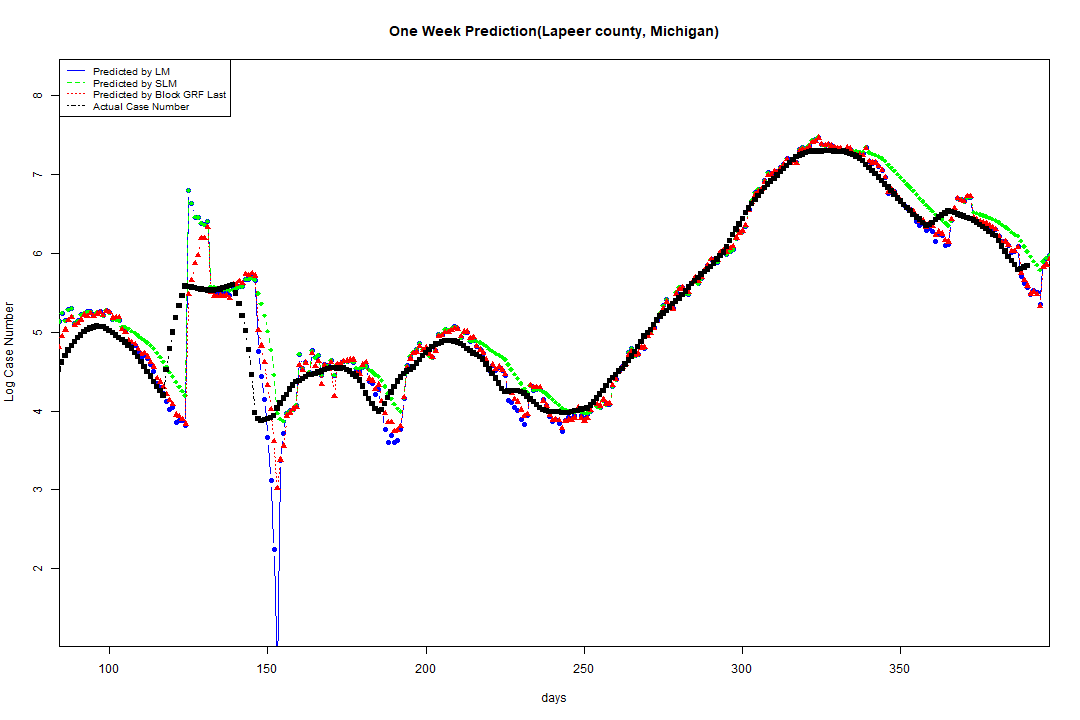 One Week Prediction(Lapeer county, Michigan)
Predicted by LM
Predicted by SLM
Predicted by Block GRF Last
Actual Case Number
Log Case Number
8
7
6
5
4
3
2
100 150 200 250 300 350
days